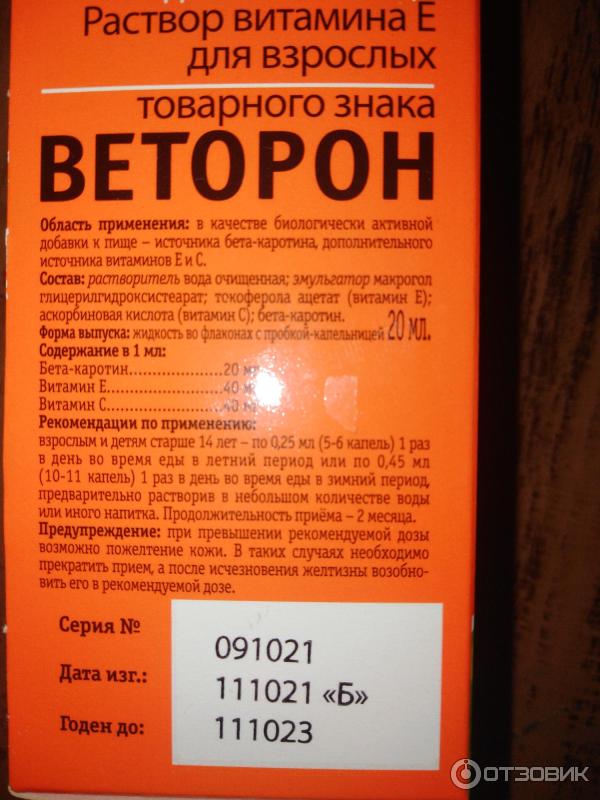 Раствор витамина Е
для взрослых
товарного знака
ВЕТОРОН
Область применения: в качестве биологически активной
добавки к пище – источника бета-каротина, дополнительного
источника витаминов Е и С.
Состав: растворитель вода очищенная; эмульгатор макрогол
глицерилгидроксистеарат; токоферола ацетат (витамин Е);
аскорбиновая кислота (витамин С); бета-каротин.
Форма выпуска: жидкость во флаконах с пробкой-капельницей 20 мл.
Содержание в 1 мл:
Бета-каротин..................20 мг
Витамин Е......................40 мг
Витамин С......................40 мг
Рекомендации по применению:
взрослым и детям старше 14 лет – по 0,25 мл (5-6 капель) 1 раз
в день во время еды в летний период или по 0,45 мл
(10-11 капель) 1 раз в день во время еды в зимний период,
предварительно растворив в небольшом количестве воды
или иного напитка. Продолжительность приёма – 2 месяца.
Предупреждение: при превышении рекомендуемой дозы
возможно пожелтение кожи. В таких случаях необходимо
прекратить прием, а после исчезновения желтизны возобно-
вить его в рекомендуемой дозе.
Серия № 091021
Дата изг.: 111021 «Б»
Годен до: 111023
ОТЗОВИК